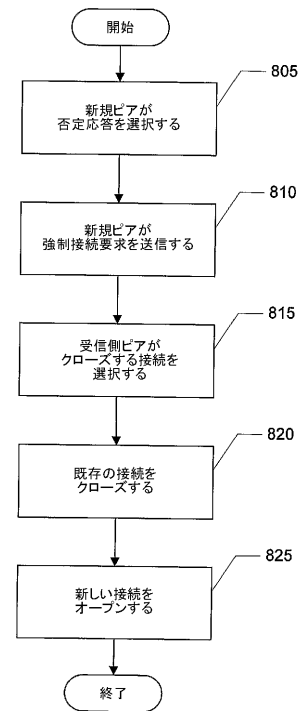 開始
805
新規ピアが
否定応答を選択する
810
新規ピアが
強制接続要求を送信する
815
受信側ピアが
クローズする接続を
選択する
820
既存の接続を
クローズする
825
新しい接続を
オープンする
終了